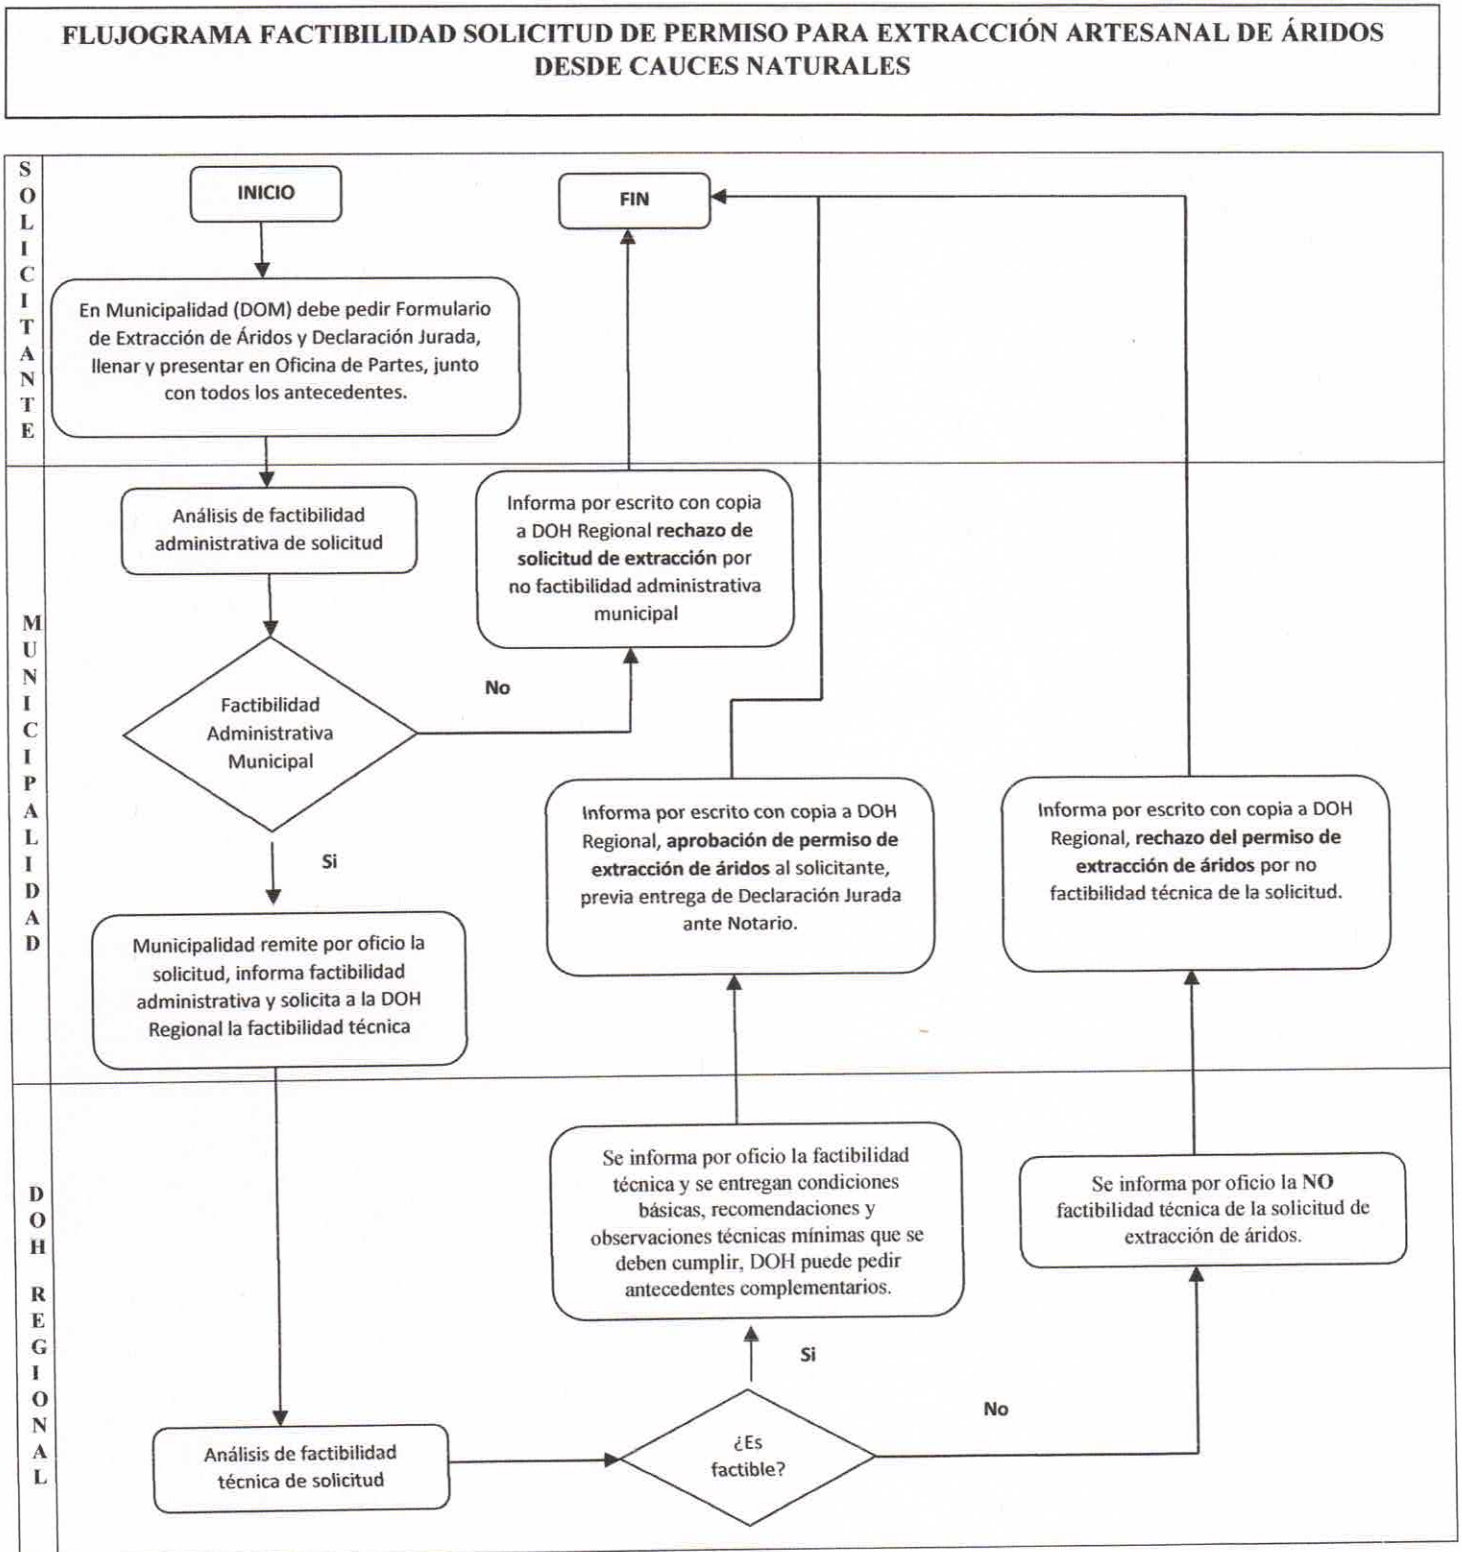 FLUJOGRAMA FACTIBILIDAD SOLICITUD DE PERMISO PARA EXTRACCIÓN ARTESANAL DE ÁRIDOS
DESDE CAUCES NATURALES
SOLICITANTE
INICIO
FIN
En Municipalidad (DOM) debe pedir Formulario
de Extracción de Áridos y Declaración Jurada,
llenar y presentar en Oficina de Partes, junto
con todos los antecedentes.
MUNICIPALIDAD
Análisis de factibilidad
administrativa de solicitud
Informa por escrito con copia
a DOH Regional rechazo de
solicitud de extracción por
no factibilidad administrativa
municipal
Factibilidad
Administrativa
Municipal
No
Si
Municipalidad remite por oficio la
solicitud, informa factibilidad
administrativa y solicita a la DOH
Regional la factibilidad técnica
Informa por escrito con copia a DOH
Regional, aprobación de permiso de
extracción de áridos al solicitante,
previa entrega de Declaración Jurada
ante Notario.
Informa por escrito con copia a DOH
Regional, rechazo del permiso de
extracción de áridos por no
factibilidad técnica de la solicitud.
DOH REGIONAL
Se informa por oficio la factibilidad
técnica y se entregan condiciones
básicas, recomendaciones y
observaciones técnicas mínimas que se
deben cumplir, DOH puede pedir
antecedentes complementarios.
Se informa por oficio la NO
factibilidad técnica de la solicitud de
extracción de áridos.
Análisis de factibilidad
técnica de solicitud
¿Es
factible?
Si
No